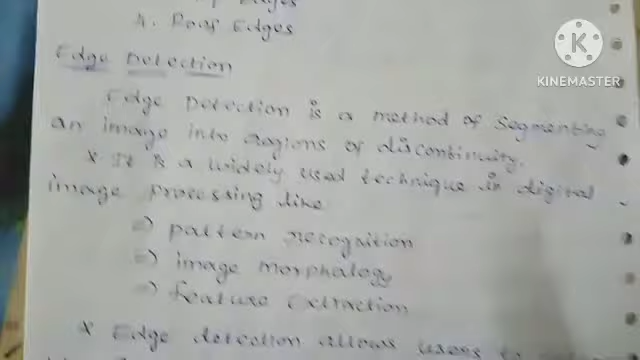 Edges
4. Roof Edges
KINEMASTER
Edge Detection
Edge Detection is a method of segmenting
an image into regions of discontinuity.
* It is a widely used technique in digital
image processing like
=) pattern recognition
=) image morphology
=) feature extraction
* Edge detection allows users to